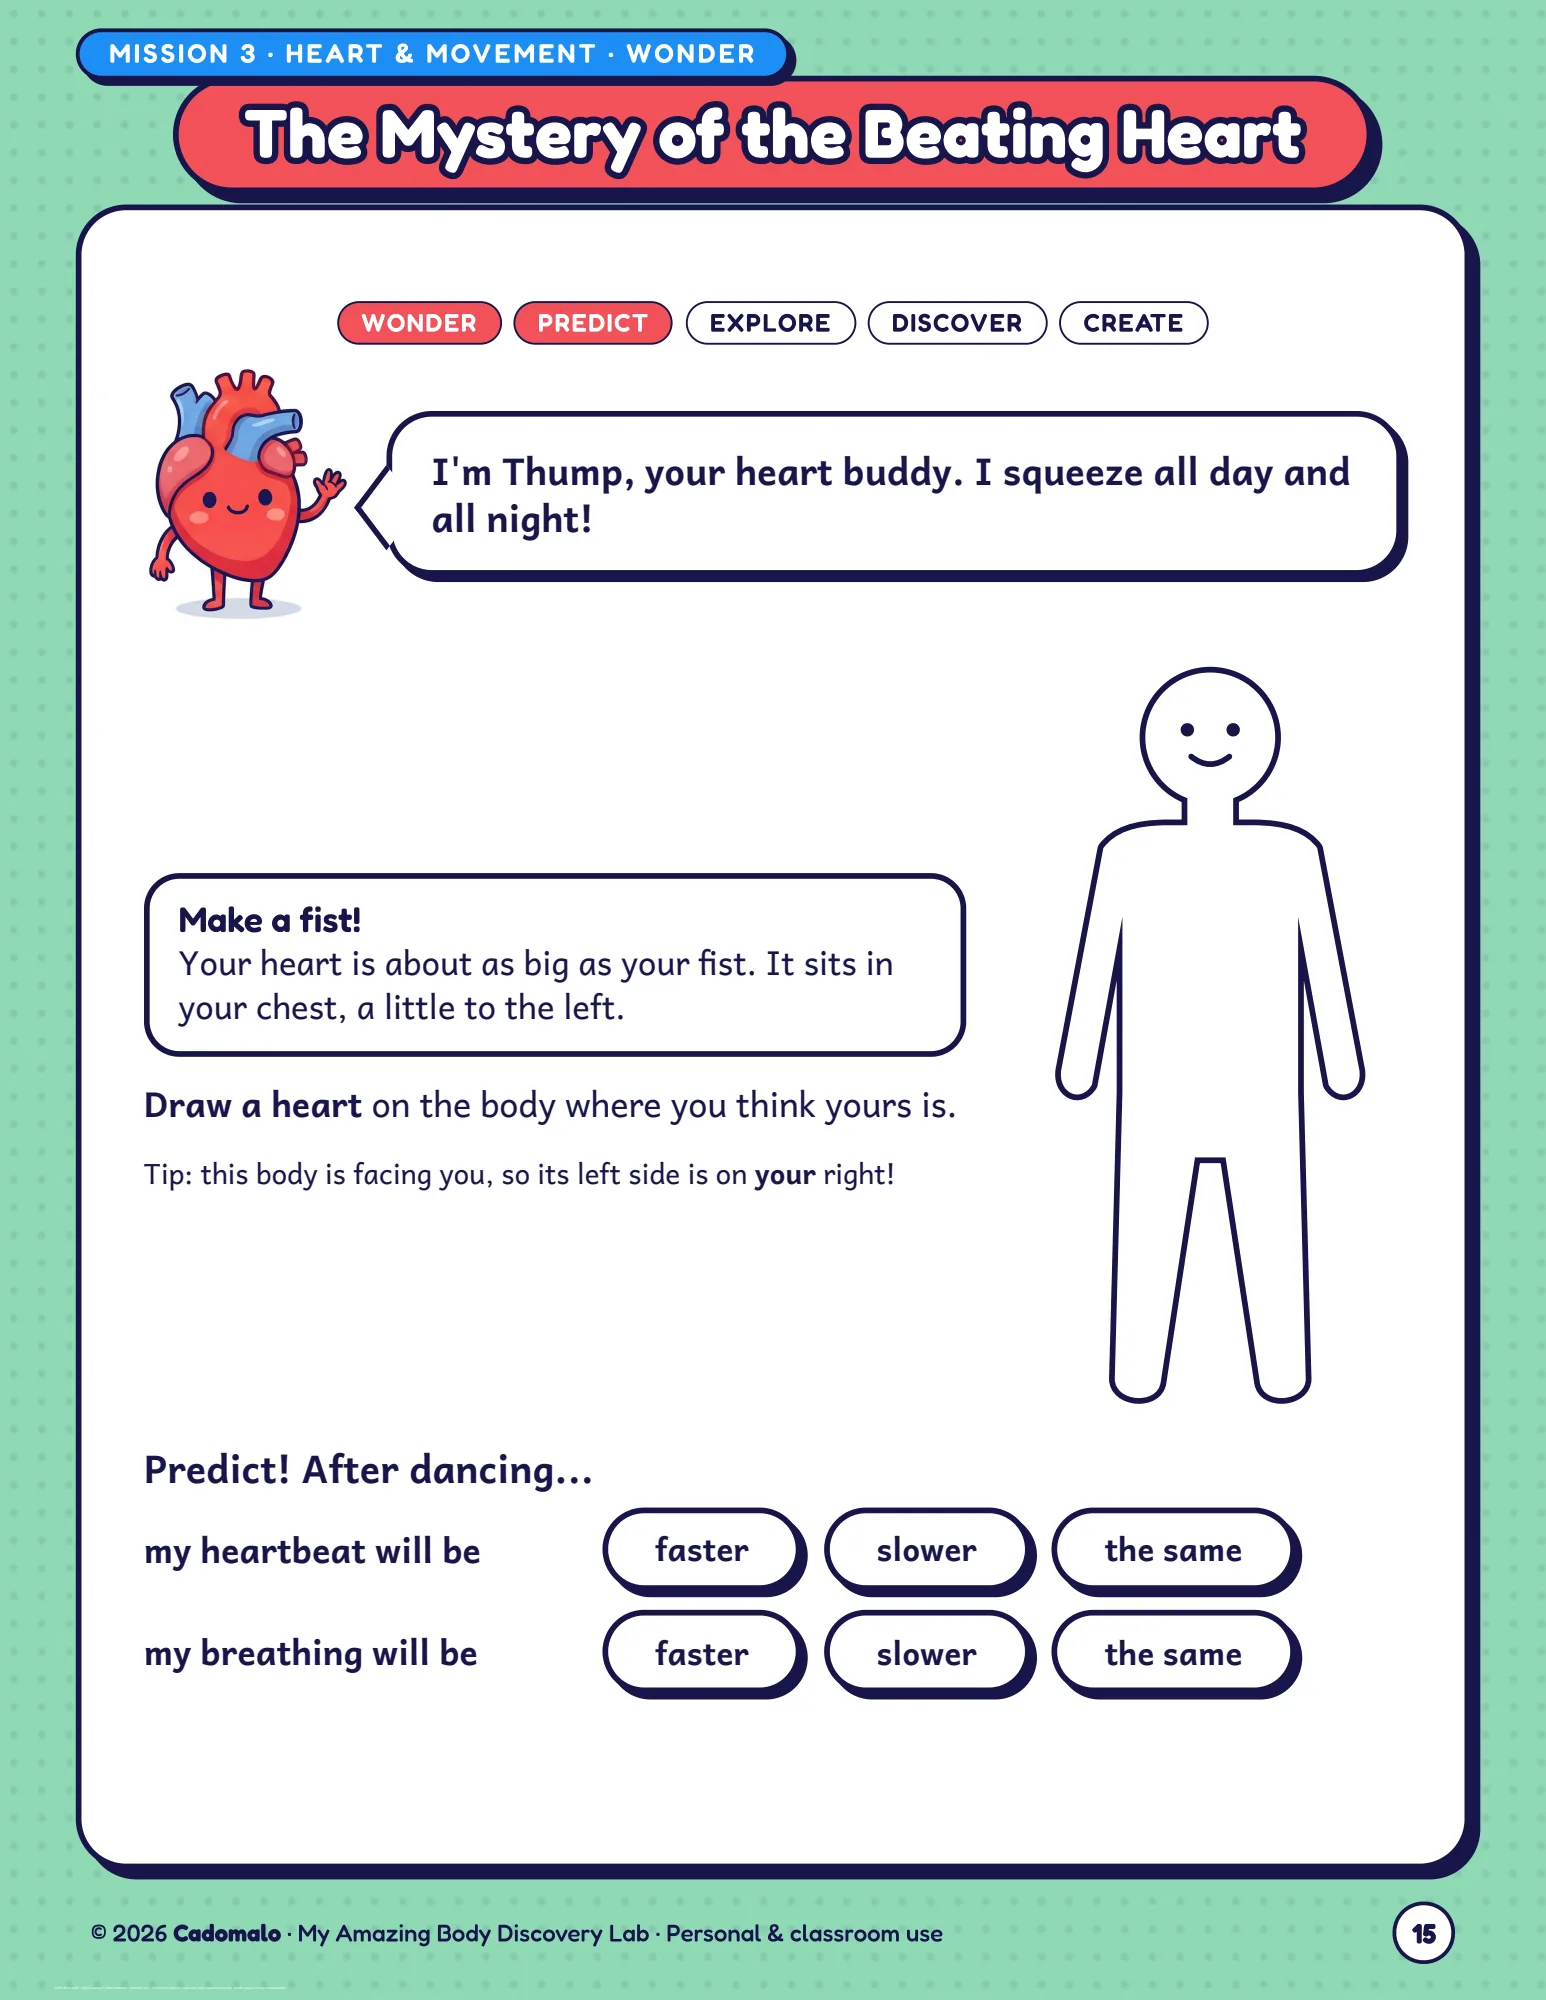 MISSION 3 · HEART & MOVEMENT · WONDER
The Mystery of the Beating Heart
WONDER PREDICT EXPLORE DISCOVER CREATE
I'm Thump, your heart buddy. I squeeze all day and
all night!
Make a fist!
Your heart is about as big as your fist. It sits in
your chest, a little to the left.
Draw a heart on the body where you think yours is.
Tip: this body is facing you, so its left side is on your right!
Predict! After dancing...
my heartbeat will be faster slower the same
my breathing will be faster slower the same
© 2026 Cadomalo · My Amazing Body Discovery Lab · Personal & classroom use
15